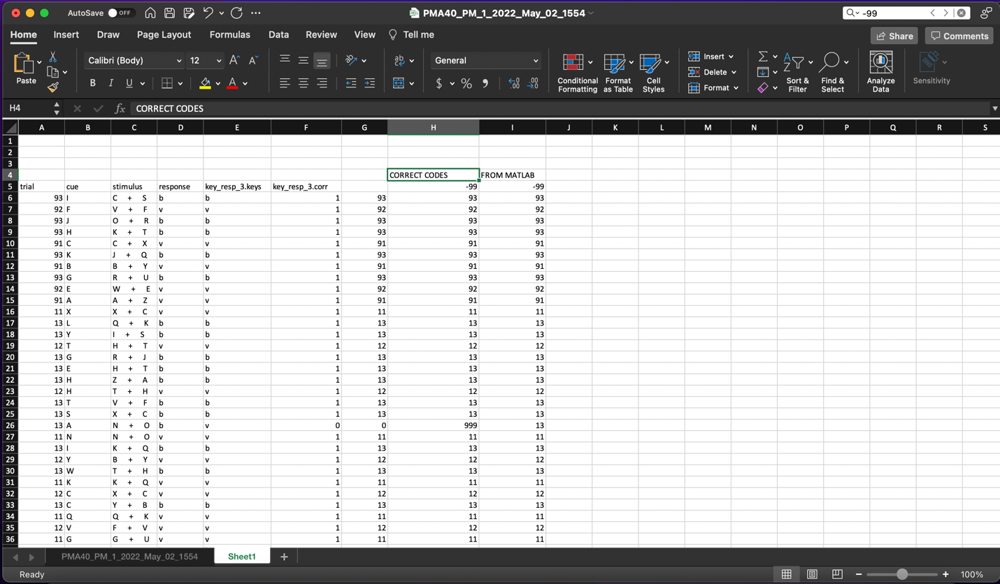 AutoSave OFF PMA40_PM_1_2022_May_02_1554 -99
Home Insert Draw Page Layout Formulas Data Review View Tell me Share Comments
Paste Calibri (Body) 12 A^ A˅ ab General Conditional Formatting Format as Table Cell Styles Insert Delete Format Sort & Filter Find & Select Analyze Data Sensitivity
B I U A $ % 9 .00 .00
H4 fx CORRECT CODES
A B C D E F G H I J K L M N O P Q R S
1
2
3
4 CORRECT CODES FROM MATLAB
5 trial cue stimulus response key_resp_3.keys key_resp_3.corr -99 -99
6 93 I C + S b b 1 93 93 93
7 92 F V + F v v 1 92 92 92
8 93 J O + R b b 1 93 93 93
9 93 H K + T b b 1 93 93 93
10 91 C C + X v v 1 91 91 91
11 93 K J + Q b b 1 93 93 93
12 91 B B + Y v v 1 91 91 91
13 93 G R + U b b 1 93 93 93
14 92 E W + E v v 1 92 92 92
15 91 A A + Z v v 1 91 91 91
16 11 X X + C v v 1 11 11 11
17 13 L Q + K b b 1 13 13 13
18 13 Y I + S b b 1 13 13 13
19 12 T H + T v v 1 12 12 12
20 13 G R + J b b 1 13 13 13
21 13 E H + T b b 1 13 13 13
22 13 H Z + A b b 1 13 13 13
23 12 H T + H v v 1 12 12 12
24 13 T V + F b b 1 13 13 13
25 13 S X + C b b 1 13 13 13
26 13 A N + O b v 0 0 999 13
27 11 N N + O v v 1 11 11 11
28 13 I K + Q b b 1 13 13 13
29 12 Y B + Y v v 1 12 12 12
30 13 W T + H b b 1 13 13 13
31 11 K K + Q v v 1 11 11 11
32 12 C X + C v v 1 12 12 12
33 13 C Y + B b b 1 13 13 13
34 11 Q Q + K v v 1 11 11 11
35 12 V F + V v v 1 12 12 12
36 11 G G + U v v 1 11 11 11
PMA40_PM_1_2022_May_02_1554 Sheet1 +
Ready 100%